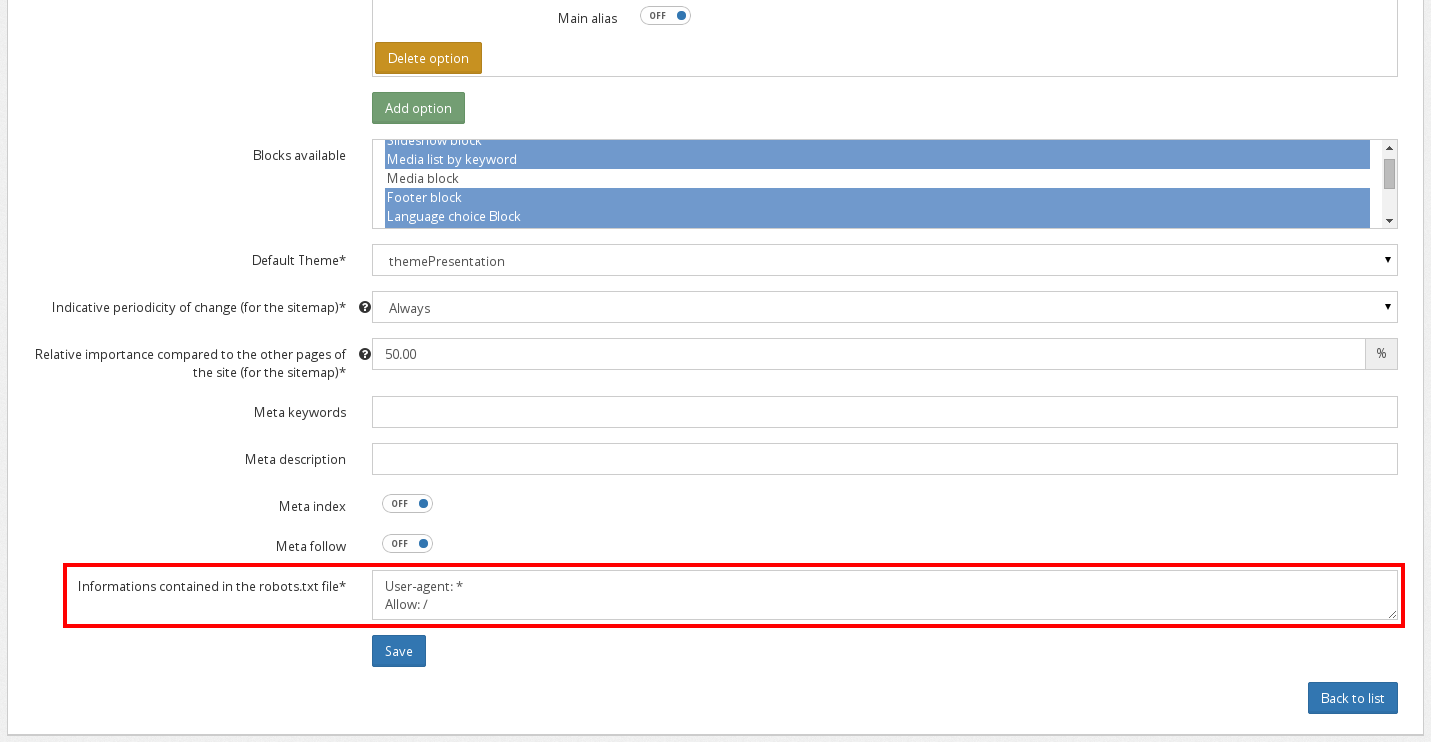 Main alias OFF
Delete option
Add option
Blocks available
Slideshow block
Media list by keyword
Media block
Footer block
Language choice Block
Default Theme* themePresentation
Indicative periodicity of change (for the sitemap)* Always
Relative importance compared to the other pages of 50.00 %
the site (for the sitemap)*
Meta keywords
Meta description
Meta index OFF
Meta follow OFF
Informations contained in the robots.txt file* User-agent: *
Allow: /
Save
Back to list